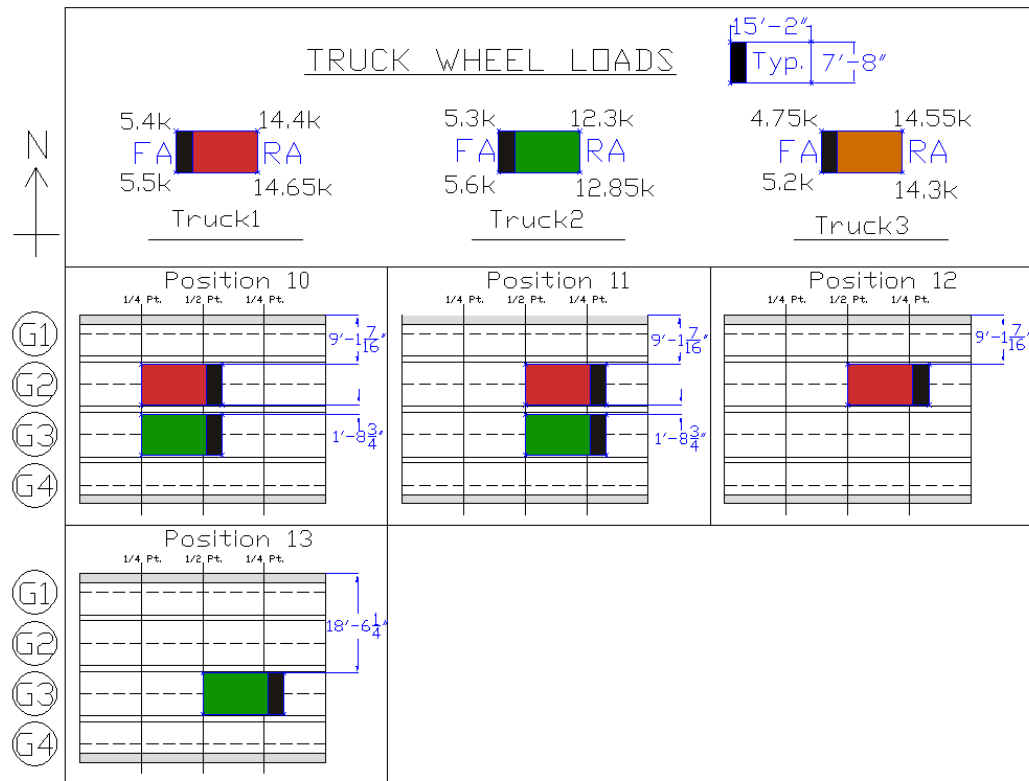 TRUCK WHEEL LOADS
15'-2"
Typ.
7'-8"
N
5.4k 14.4k
FA RA
5.5k 14.65k
Truck1
5.3k 12.3k
FA RA
5.6k 12.85k
Truck2
4.75k 14.55k
FA RA
5.2k 14.3k
Truck3
Position 10
1/4 Pt. 1/2 Pt. 1/4 Pt.
9'-1 7/16"
1'-8 3/4"
Position 11
1/4 Pt. 1/2 Pt. 1/4 Pt.
9'-1 7/16"
1'-8 3/4"
Position 12
1/4 Pt. 1/2 Pt. 1/4 Pt.
9'-1 7/16"
G1
G2
G3
G4
Position 13
1/4 Pt. 1/2 Pt. 1/4 Pt.
18'-6 1/4"
G1
G2
G3
G4